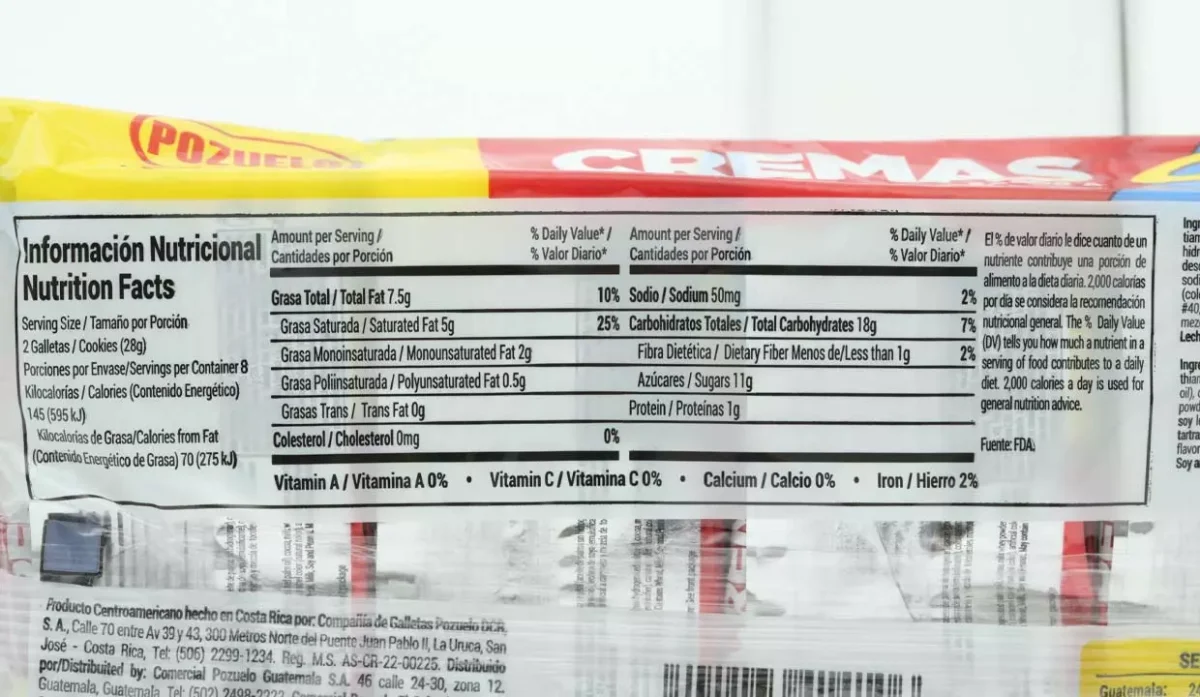 POZUELO
CREMAS
Información Nutricional
Nutrition Facts
Serving Size / Tamaño por Porción
2 Galletas / Cookies (28g)
Porciones por Envase/Servings per Container 8
Kilocalorías / Calories (Contenido Energético)
145 (595 kJ)
Kilocalorias de Grasa/Calories from Fat
(Contenido Energético de Grasa) 70 (275 kJ)
Amount per Serving / % Daily Value* /
Cantidades por Porción % Valor Diario*
Grasa Total / Total Fat 7.5g 10%
Grasa Saturada / Saturated Fat 5g 25%
Grasa Monoinsaturada / Monounsaturated Fat 2g
Grasa Poliinsaturada / Polyunsaturated Fat 0.5g
Grasas Trans / Trans Fat 0g
Colesterol / Cholesterol 0mg 0%
Amount per Serving / % Daily Value* /
Cantidades por Porción % Valor Diario*
Sodio / Sodium 50mg 2%
Carbohidratos Totales / Total Carbohydrates 18g 7%
Fibra Dietética / Dietary Fiber Menos de/Less than 1g 2%
Azúcares / Sugars 11g
Protein / Proteínas 1g
Vitamin A / Vitamina A 0% • Vitamin C / Vitamina C 0% • Calcium / Calcio 0% • Iron / Hierro 2%
El % de valor diario le dice cuanto de un
nutriente contribuye una porción de
alimento a la dieta diaria. 2,000 calorías
por día se considera la recomendación
nutricional general. The % Daily Value
(DV) tells you how much a nutrient in a
serving of food contributes to a daily
diet. 2,000 calories a day is used for
general nutrition advice.
Fuente: FDA.
Producto Centroamericano hecho en Costa Rica por: Compañía de Galletas Pozuelo DCR,
S. A., Calle 70 entre Av 39 y 43, 300 Metros Norte del Puente Juan Pablo II, La Uruca, San
José - Costa Rica, Tel: (506) 2299-1234. Reg. M.S. AS-CR-22-00225. Distribuido
por/Distributed by: Comercial Pozuelo Guatemala S.A. 46 calle 24-30, zona 12.
Guatemala, Guatemala. Tel: (502) 2498-2222
Guatemala: